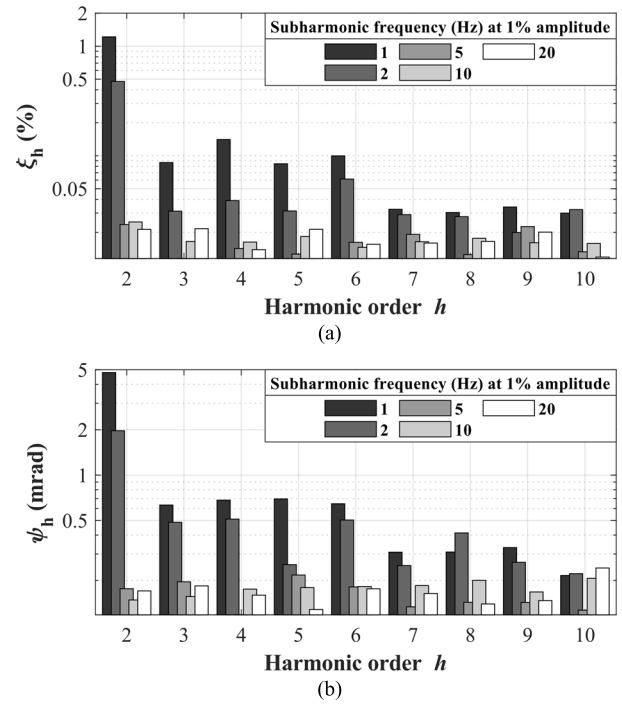 (a)
Subharmonic frequency (Hz) at 1% amplitude
1 5 20
2 10
2
1
0.5
0.05
ξh (%)
2 3 4 5 6 7 8 9 10
Harmonic order h
(a)
Subharmonic frequency (Hz) at 1% amplitude
1 5 20
2 10
5
2
1
0.5
ψh (mrad)
2 3 4 5 6 7 8 9 10
Harmonic order h
(b)